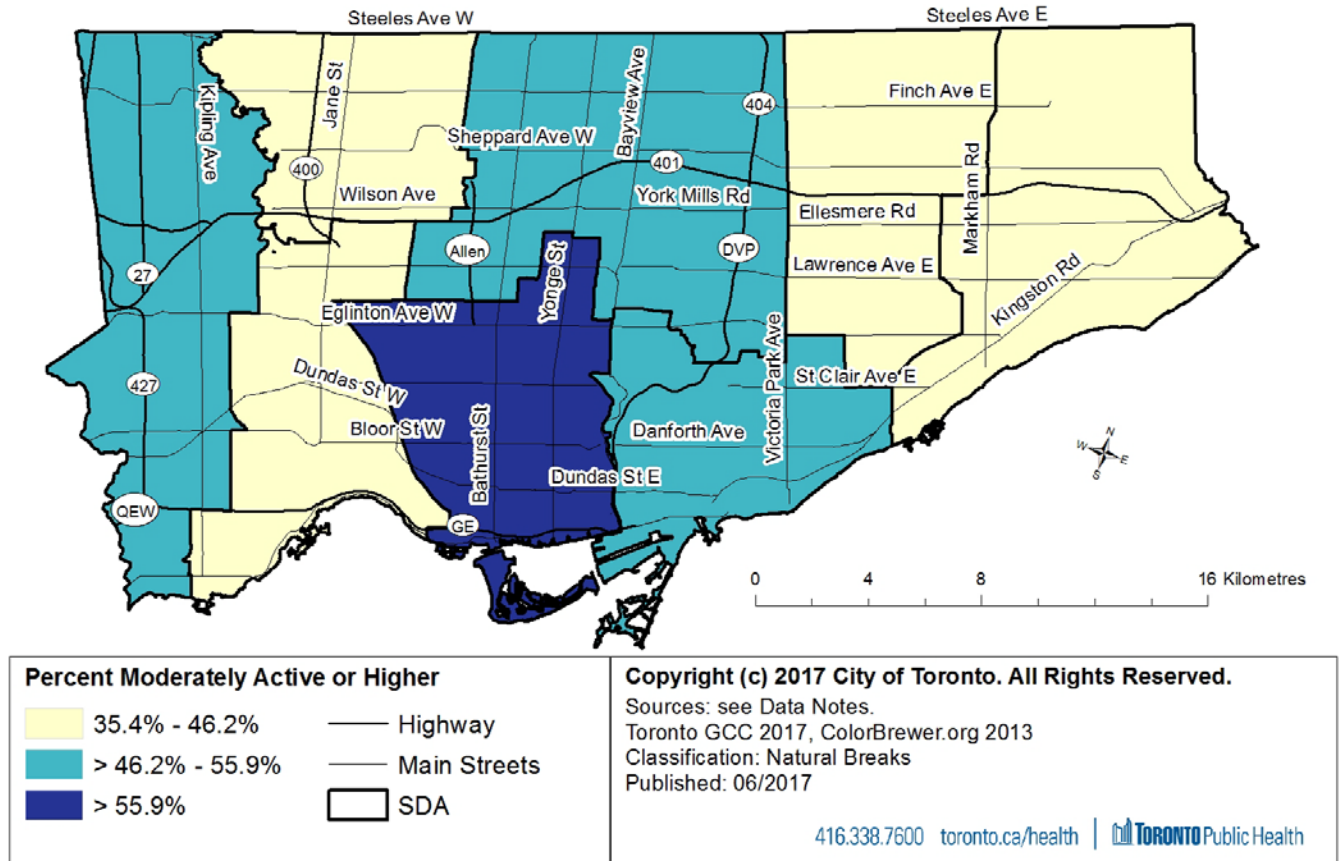 Steeles Ave W
Steeles Ave E
Kipling Ave
Jane St
Bayview Ave
404
Finch Ave E
Sheppard Ave W
400
401
Markham Rd
Wilson Ave
York Mills Rd
Ellesmere Rd
Allen
DVP
27
Yonge St
Lawrence Ave E
Kingston Rd
Eglinton Ave W
Victoria Park Ave
427
Dundas St W
St Clair Ave E
Bloor St W
Bathurst St
Danforth Ave
Dundas St E
QEW
GE
N
W
E
S
0 4 8 16 Kilometres
Percent Moderately Active or Higher
35.4% - 46.2%
Highway
> 46.2% - 55.9%
Main Streets
> 55.9%
SDA
Copyright (c) 2017 City of Toronto. All Rights Reserved.
Sources: see Data Notes.
Toronto GCC 2017, ColorBrewer.org 2013
Classification: Natural Breaks
Published: 06/2017
416.338.7600 toronto.ca/health | TORONTO Public Health